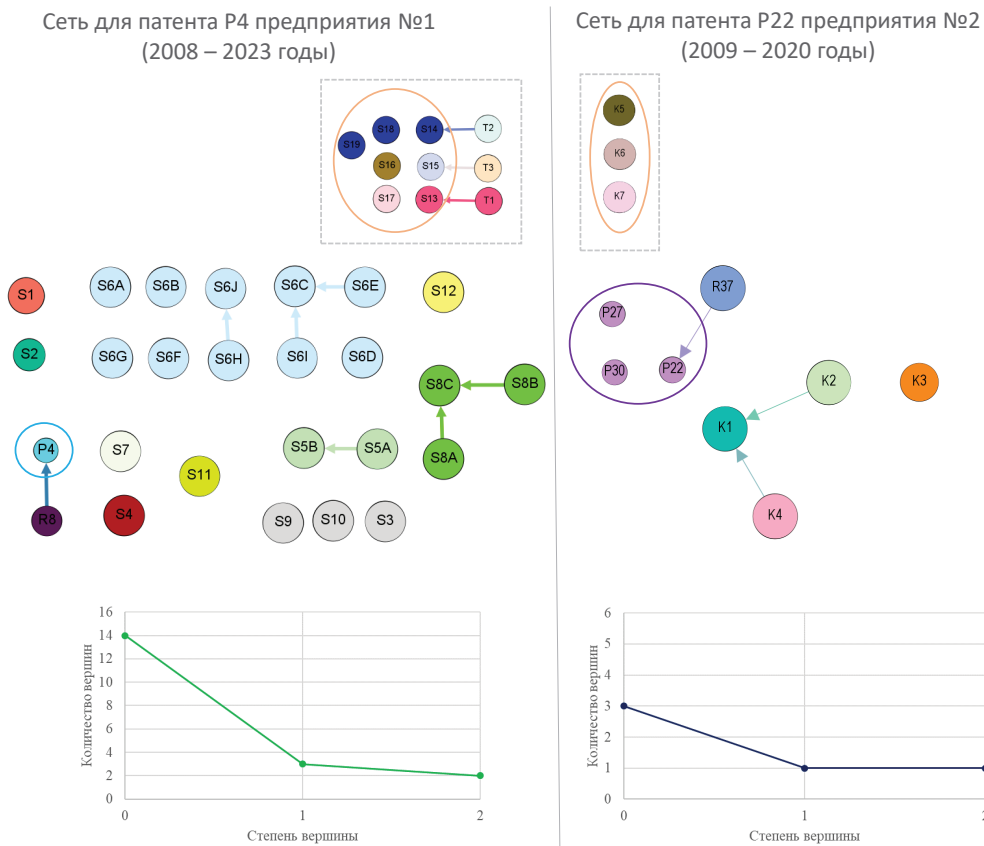 Сеть для патента P4 предприятия №1
(2008 – 2023 годы)
S19
S18
S14
T2
S16
S15
T3
S17
S13
T1
S1
S6A
S6B
S6J
S6C
S6E
S12
S2
S6G
S6F
S6H
S6I
S6D
S8C
S8B
P4
S7
S5B
S5A
S8A
S11
R8
S4
S9
S10
S3
16
14
12
10
8
6
4
2
0
Количество вершин
0
1
2
Степень вершины
Сеть для патента P22 предприятия №2
(2009 – 2020 годы)
K5
K6
K7
R37
P27
P30
P22
K2
K3
K1
K4
6
5
4
3
2
1
0
Количество вершин
0
1
2
Степень вершины